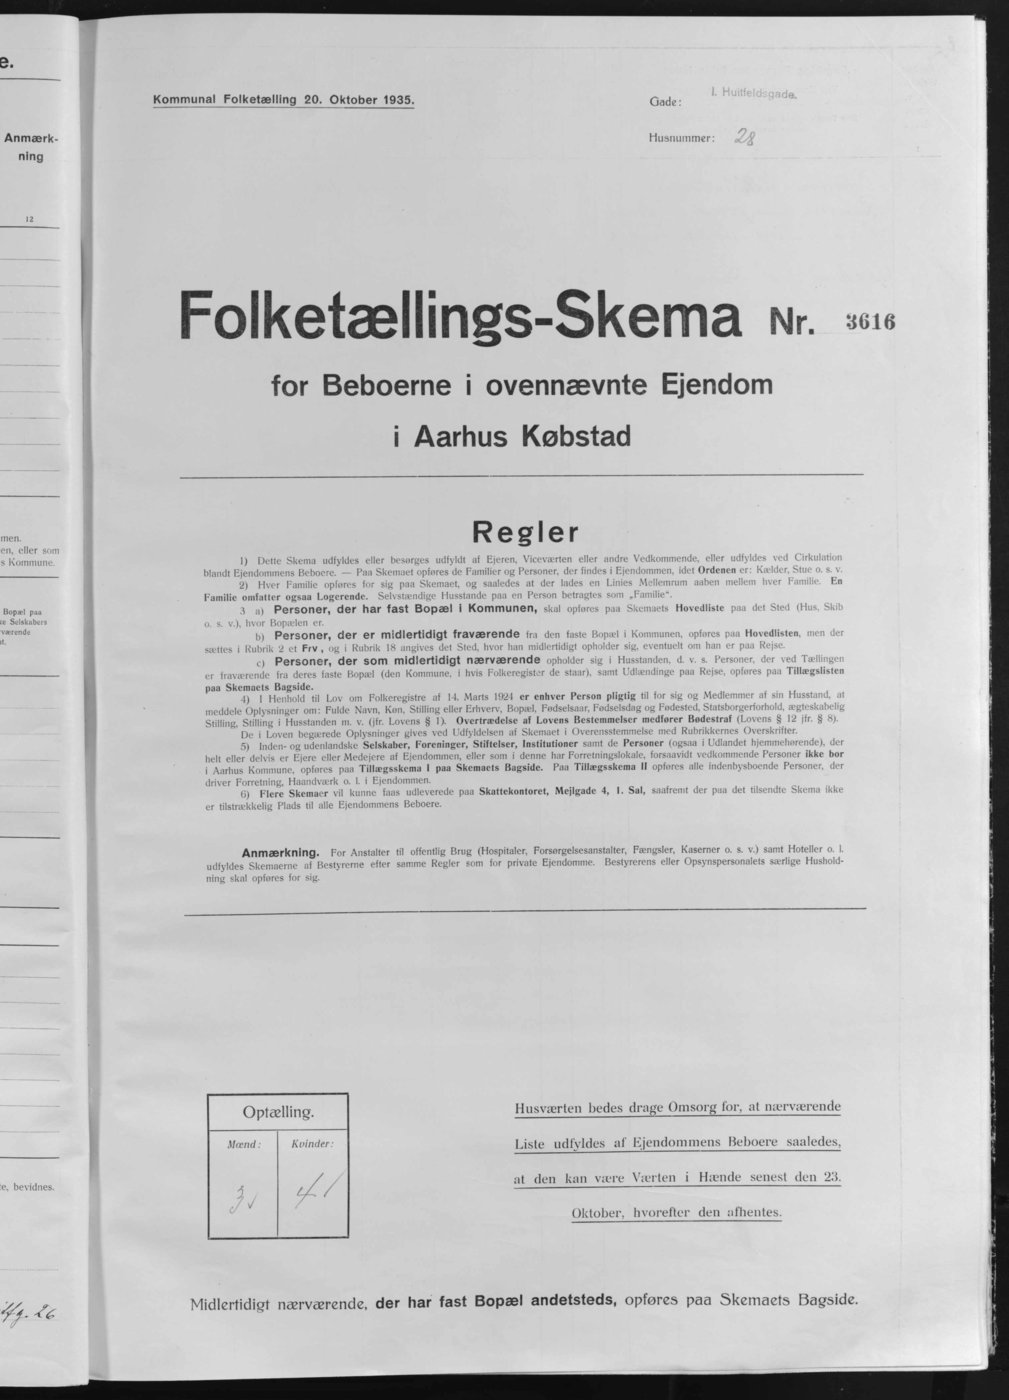 e.
Anmærk-
ning
12
men.
en, eller som
s Kommune.
Bopæl paa
te Selskabers
rværende
t.
e, bevidnes.
26
Kommunal Folketælling 20. Oktober 1935.
Gade: I. Huitfeldsgade.
Husnummer: 28
Folketællings-Skema Nr. 3616
for Beboerne i ovennævnte Ejendom
i Aarhus Købstad
Regler
1) Dette Skema udfyldes eller besørges udfyldt af Ejeren, Viceværten eller andre Vedkommende, eller udfyldes ved Cirkulation
blandt Ejendommens Beboere. — Paa Skemaet opføres de Familier og Personer, der findes i Ejendommen, idet Ordenen er: Kælder, Stue o. s. v.
2) Hver Familie opføres for sig paa Skemaet, og saaledes at der lades en Linies Mellemrum aaben mellem hver Familie. En
Familie omfatter ogsaa Logerende. Selvstændige Husstande paa en Person betragtes som „Familie“.
3 a) Personer, der har fast Bopæl i Kommunen, skal opføres paa Skemaets Hovedliste paa det Sted (Hus, Skib
o. s. v.), hvor Bopælen er.
b) Personer, der er midlertidigt fraværende fra den faste Bopæl i Kommunen, opføres paa Hovedlisten, men der
sættes i Rubrik 2 et Frv, og i Rubrik 18 angives det Sted, hvor han midlertidigt opholder sig, eventuelt om han er paa Rejse.
c) Personer, der som midlertidigt nærværende opholder sig i Husstanden, d. v. s. Personer, der ved Tællingen
er fraværende fra deres faste Bopæl (den Kommune, i hvis Folkeregister de staar), samt Udlændinge paa Rejse, opføres paa Tillægslisten
paa Skemaets Bagside.
4) I Henhold til Lov om Folkeregistre af 14. Marts 1924 er enhver Person pligtig til for sig og Medlemmer af sin Husstand, at
meddele Oplysninger om: Fulde Navn, Køn, Stilling eller Erhverv, Bopæl, Fødselsaar, Fødselsdag og Fødested, Statsborgerforhold, ægteskabelig
Stilling, Stilling i Husstanden m. v. (jfr. Lovens § 1). Overtrædelse af Lovens Bestemmelser medfører Bødestraf (Lovens § 12 jfr. § 8).
De i Loven begærede Oplysninger gives ved Udfyldelsen af Skemaet i Overensstemmelse med Rubrikkernes Overskrifter.
5) Inden- og udenlandske Selskaber, Foreninger, Stiftelser, Institutioner samt de Personer (ogsaa i Udlandet hjemmehørende), der
helt eller delvis er Ejere eller Medejere af Ejendommen, eller som i denne har Forretningslokale, forsaavidt vedkommende Personer ikke bor
i Aarhus Kommune, opføres paa Tillægsskema I paa Skemaets Bagside. Paa Tillægsskema II opføres alle indenbysboende Personer, der
driver Forretning, Haandværk o. l. i Ejendommen.
6) Flere Skemaer vil kunne faas udleverede paa Skattekontoret, Mejlgade 4, 1. Sal, saafremt der paa det tilsendte Skema ikke
er tilstrækkelig Plads til alle Ejendommens Beboere.
Anmærkning. For Anstalter til offentlig Brug (Hospitaler, Forsørgelsesanstalter, Fængsler, Kaserner o. s. v.) samt Hoteller o. l.
udfyldes Skemaerne af Bestyrerne efter samme Regler som for private Ejendomme. Bestyrerens eller Opsynspersonalets særlige Hushold-
ning skal opføres for sig.
Optælling.
Mænd: Kvinder:
3 41
Husværten bedes drage Omsorg for, at nærværende
Liste udfyldes af Ejendommens Beboere saaledes,
at den kan være Værten i Hænde senest den 23.
Oktober, hvorefter den afhentes.
Midlertidigt nærværende, der har fast Bopæl andetsteds, opføres paa Skemaets Bagside.